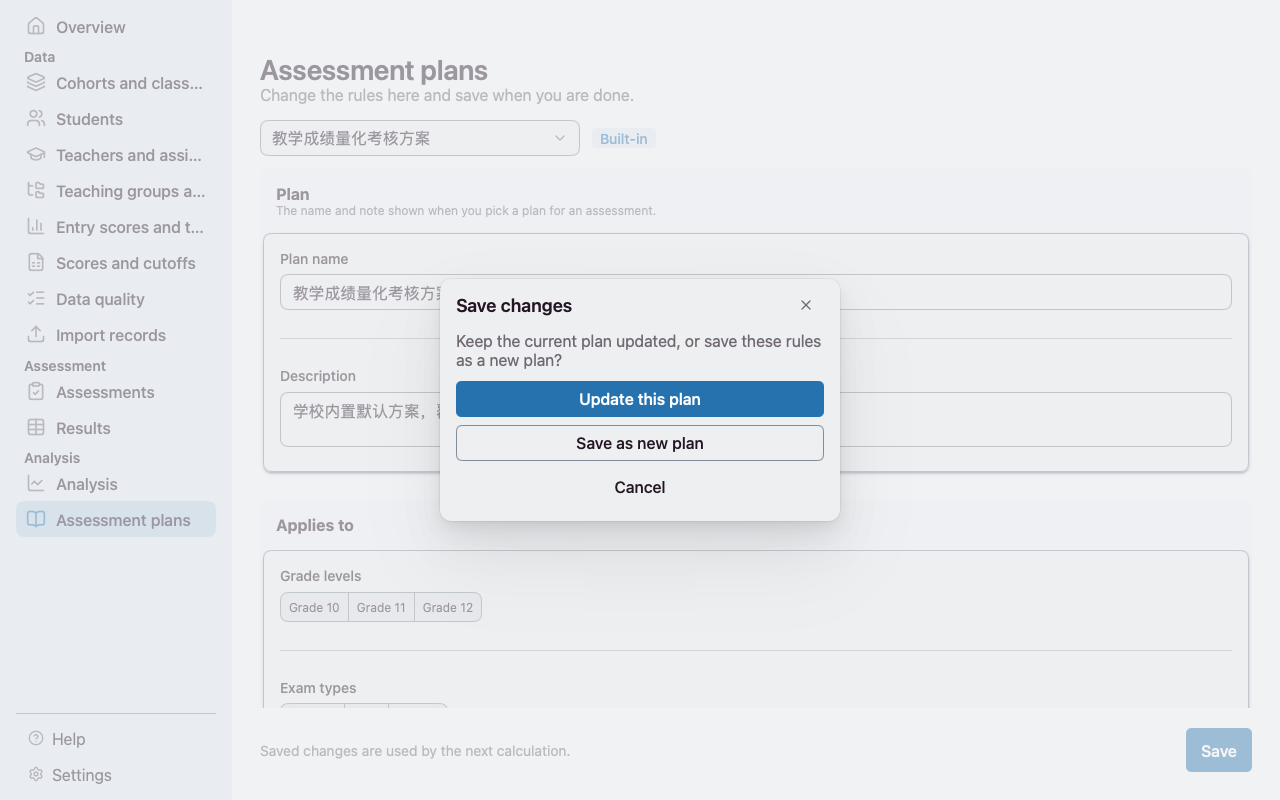 Overview
Data
Cohorts and class...
Students
Teachers and assi...
Teaching groups a...
Entry scores and t...
Scores and cutoffs
Data quality
Import records
Assessment
Assessments
Results
Analysis
Analysis
Assessment plans
Help
Settings
Assessment plans
Change the rules here and save when you are done.
教学成绩量化考核方案
Built-in
Plan
The name and note shown when you pick a plan for an assessment.
Plan name
教学成绩量化考核方
Description
学校内置默认方案，
Save changes
Keep the current plan updated, or save these rules
as a new plan?
Update this plan
Save as new plan
Cancel
Applies to
Grade levels
Grade 10
Grade 11
Grade 12
Exam types
Saved changes are used by the next calculation.
Save